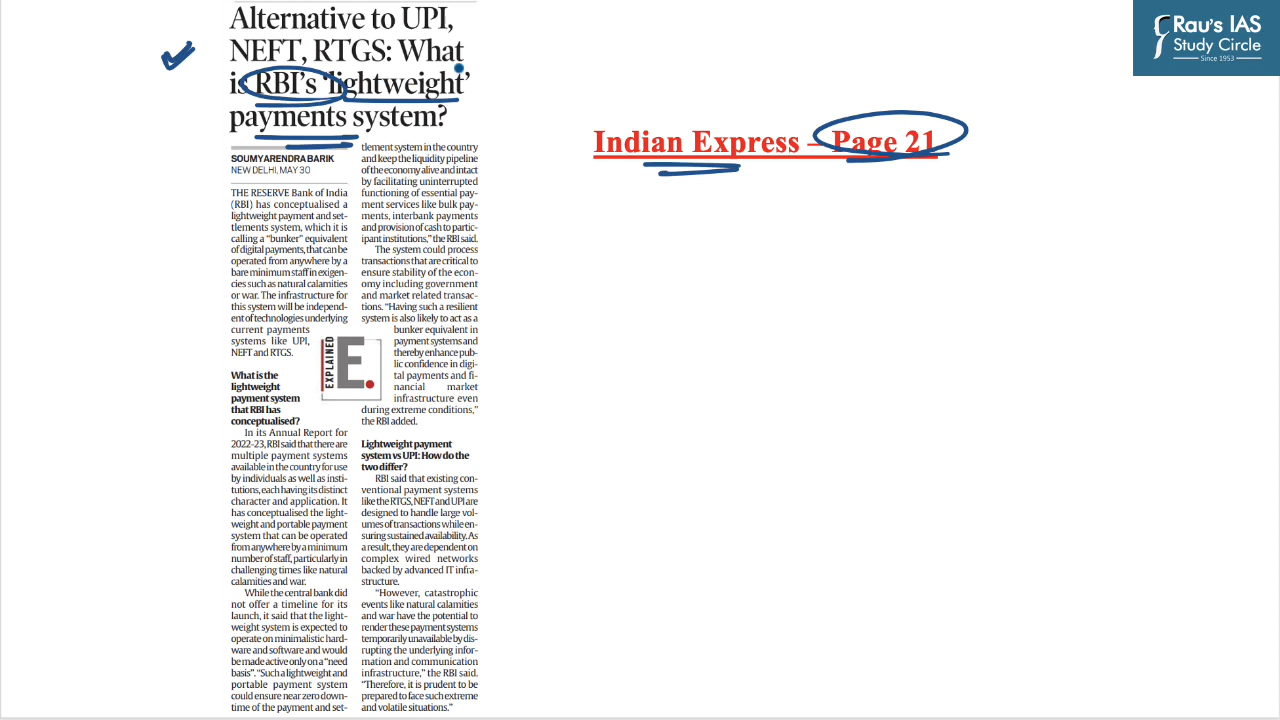 Alternative to UPI,
NEFT, RTGS: What
is RBI's 'lightweight'
payments system?
SOUMYARENDRA BARIK
NEW DELHI, MAY 30
THE RESERVE Bank of India
(RBI) has conceptualised a
lightweight payment and set-
tlements system, which it is
calling a "bunker" equivalent
of digital payments, that can be
operated from anywhere by a
bare minimum staff in exigen-
cies such as natural calamities
or war. The infrastructure for
this system will be independ-
ent of technologies underlying
current payments
systems like UPI,
NEFT and RTGS.
What is the
lightweight
payment system
that RBI has
conceptualised?
In its Annual Report for
2022-23, RBI said that there are
multiple payment systems
available in the country for use
by individuals as well as insti-
tutions, each having its distinct
character and application. It
has conceptualised the light-
weight and portable payment
system that can be operated
from anywhere by a minimum
number of staff, particularly in
challenging times like natural
calamities and war.
While the central bank did
not offer a timeline for its
launch, it said that the light-
weight system is expected to
operate on minimalistic hard-
ware and software and would
be made active only on a "need
basis". "Such a lightweight and
portable payment system
could ensure near zero down-
time of the payment and set-
tlement system in the country
and keep the liquidity pipeline
of the economy alive and intact
by facilitating uninterrupted
functioning of essential pay-
ment services like bulk pay-
ments, interbank payments
and provision of cash to partic-
ipant institutions," the RBI said.
The system could process
transactions that are critical to
ensure stability of the econ-
omy including government
and market related transac-
tions. "Having such a resilient
system is also likely to act as a
bunker equivalent in
payment systems and
thereby enhance pub-
lic confidence in digi-
tal payments and fi-
nancial market
infrastructure even
during extreme conditions,"
the RBI added.
Lightweight payment
system vs UPI: How do the
two differ?
RBI said that existing con-
ventional payment systems
like the RTGS, NEFT and UPI are
designed to handle large vol-
umes of transactions while en-
suring sustained availability. As
a result, they are dependent on
complex wired networks
backed by advanced IT infra-
structure.
"However, catastrophic
events like natural calamities
and war have the potential to
render these payment systems
temporarily unavailable by dis-
rupting the underlying infor-
mation and communication
infrastructure," the RBI said.
"Therefore, it is prudent to be
prepared to face such extreme
and volatile situations."
EXPLAINED
E.
Indian Express – Page 21
Rau's IAS
Study Circle
Since 1953